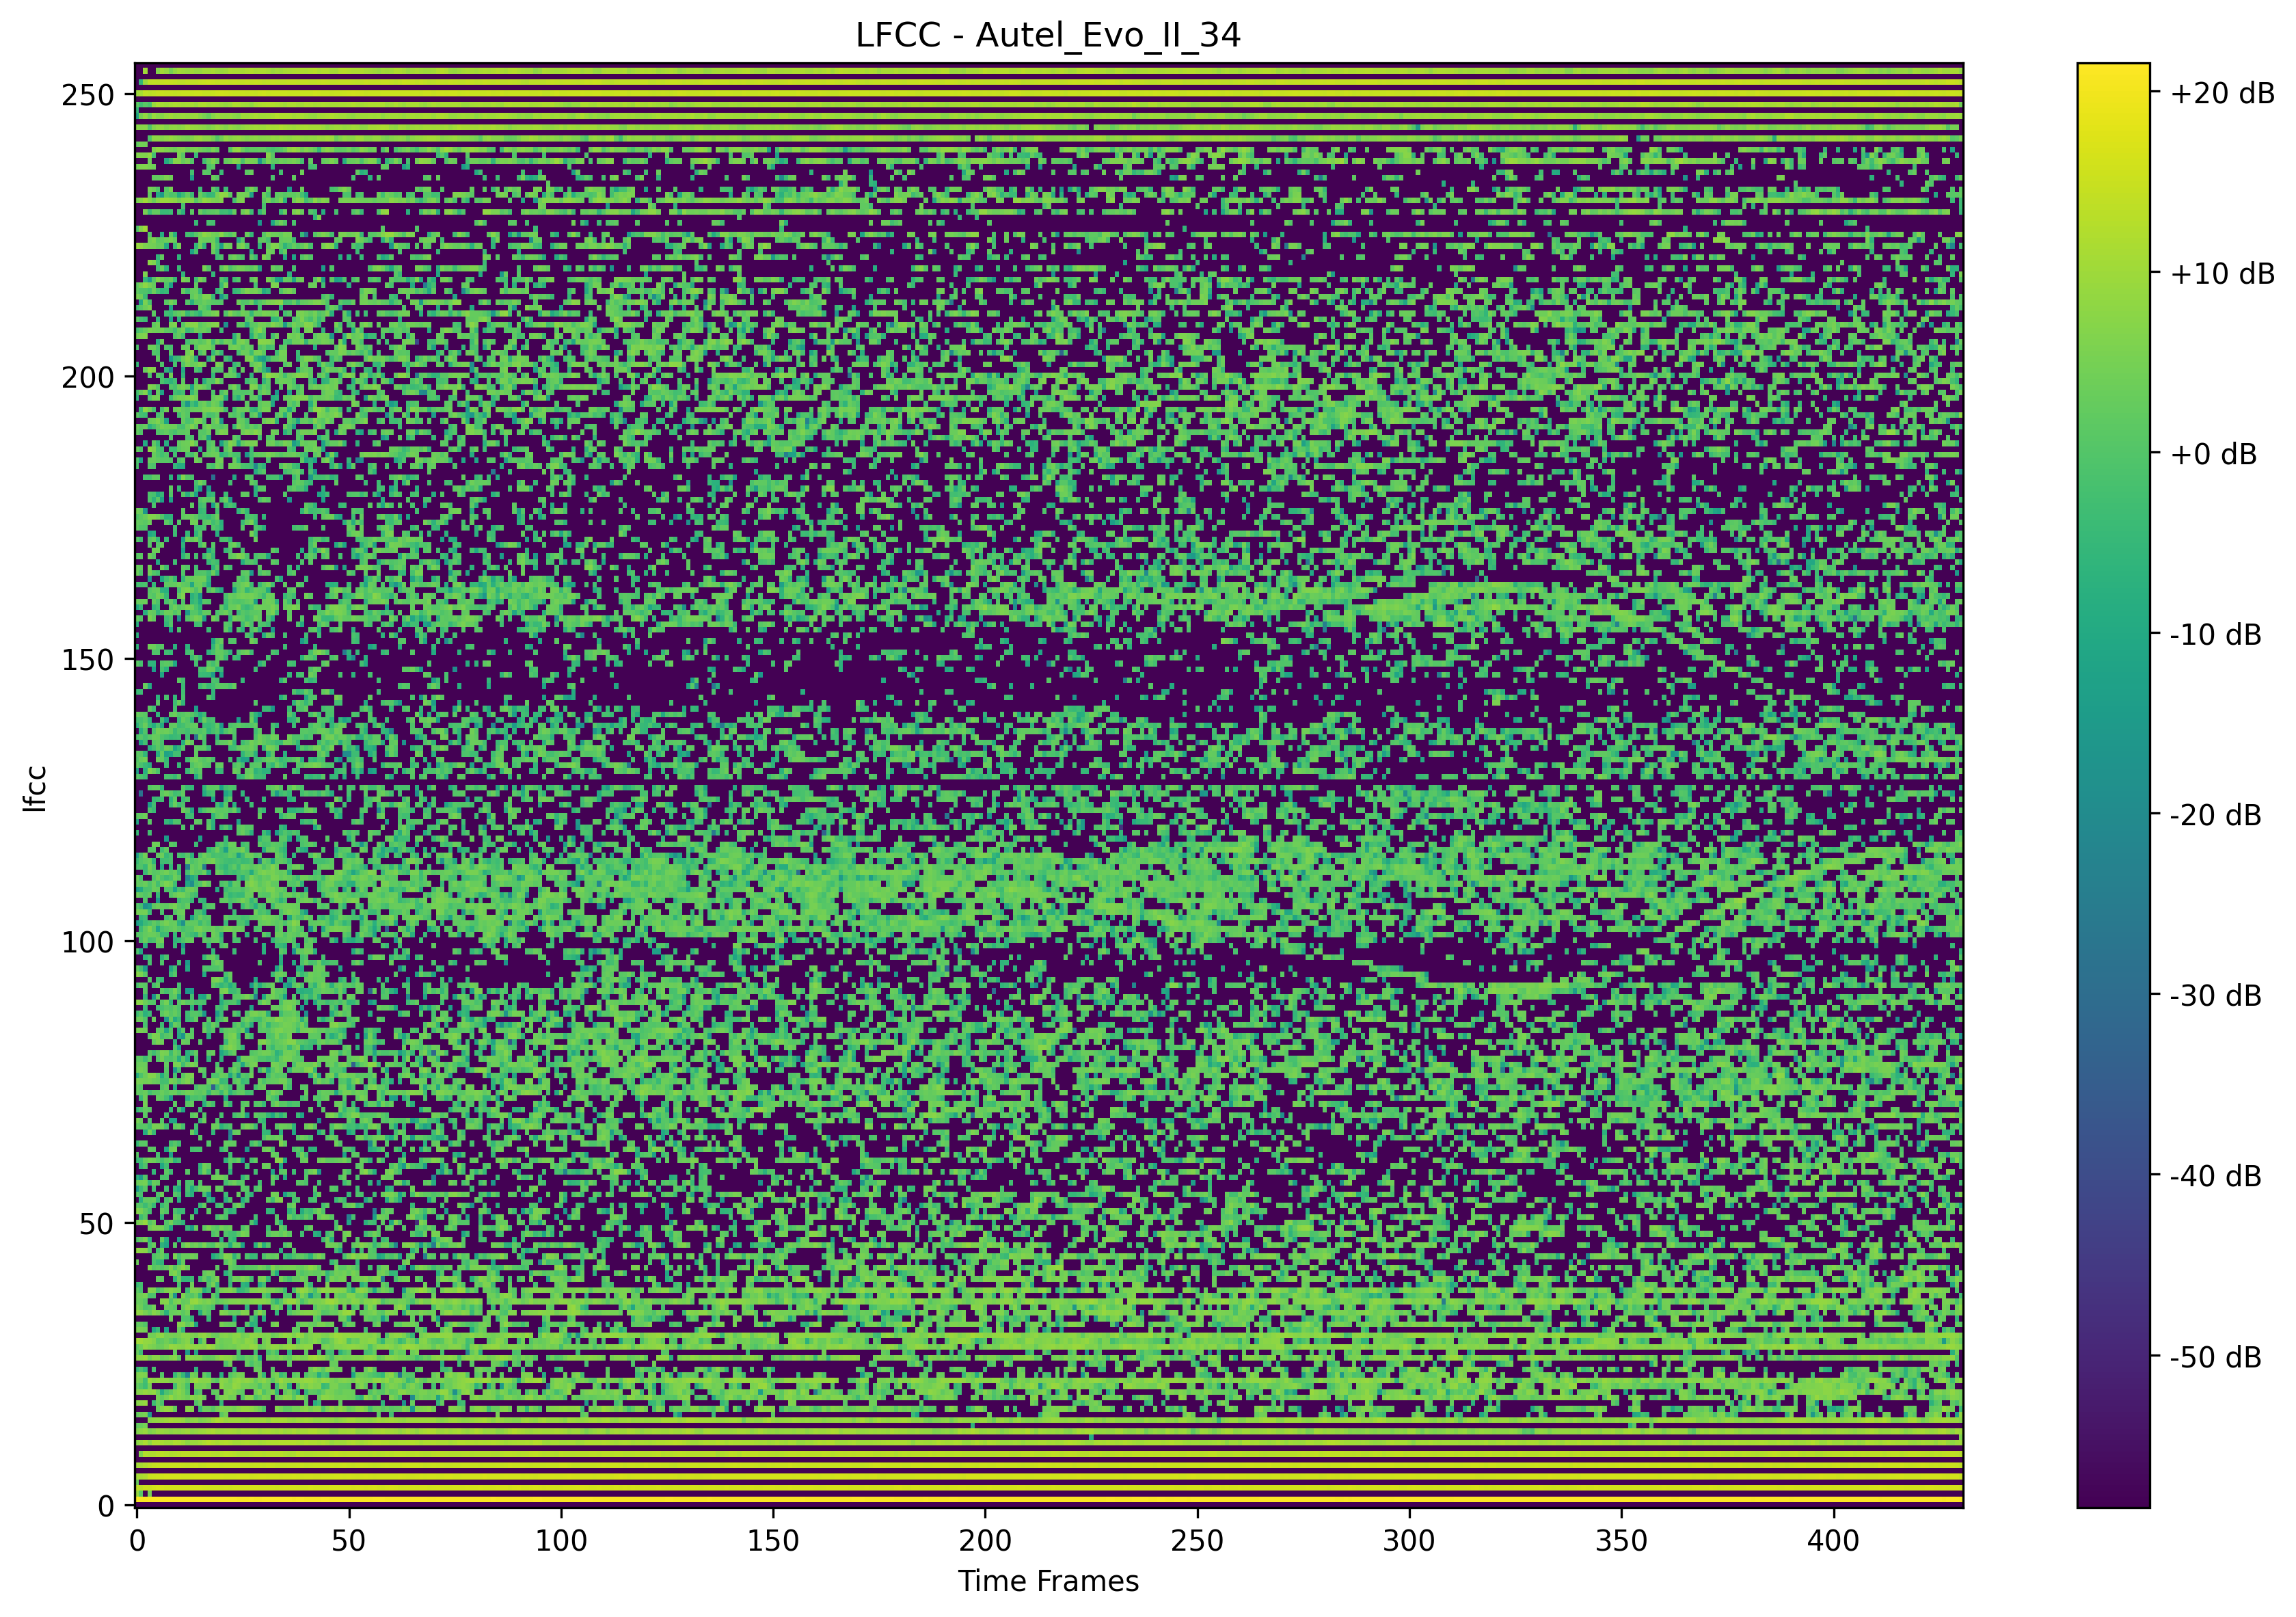 LFCC - Autel_Evo_II_34
250
200
150
100
50
0
lfcc
0 50 100 150 200 250 300 350 400
Time Frames
+20 dB
+10 dB
+0 dB
-10 dB
-20 dB
-30 dB
-40 dB
-50 dB